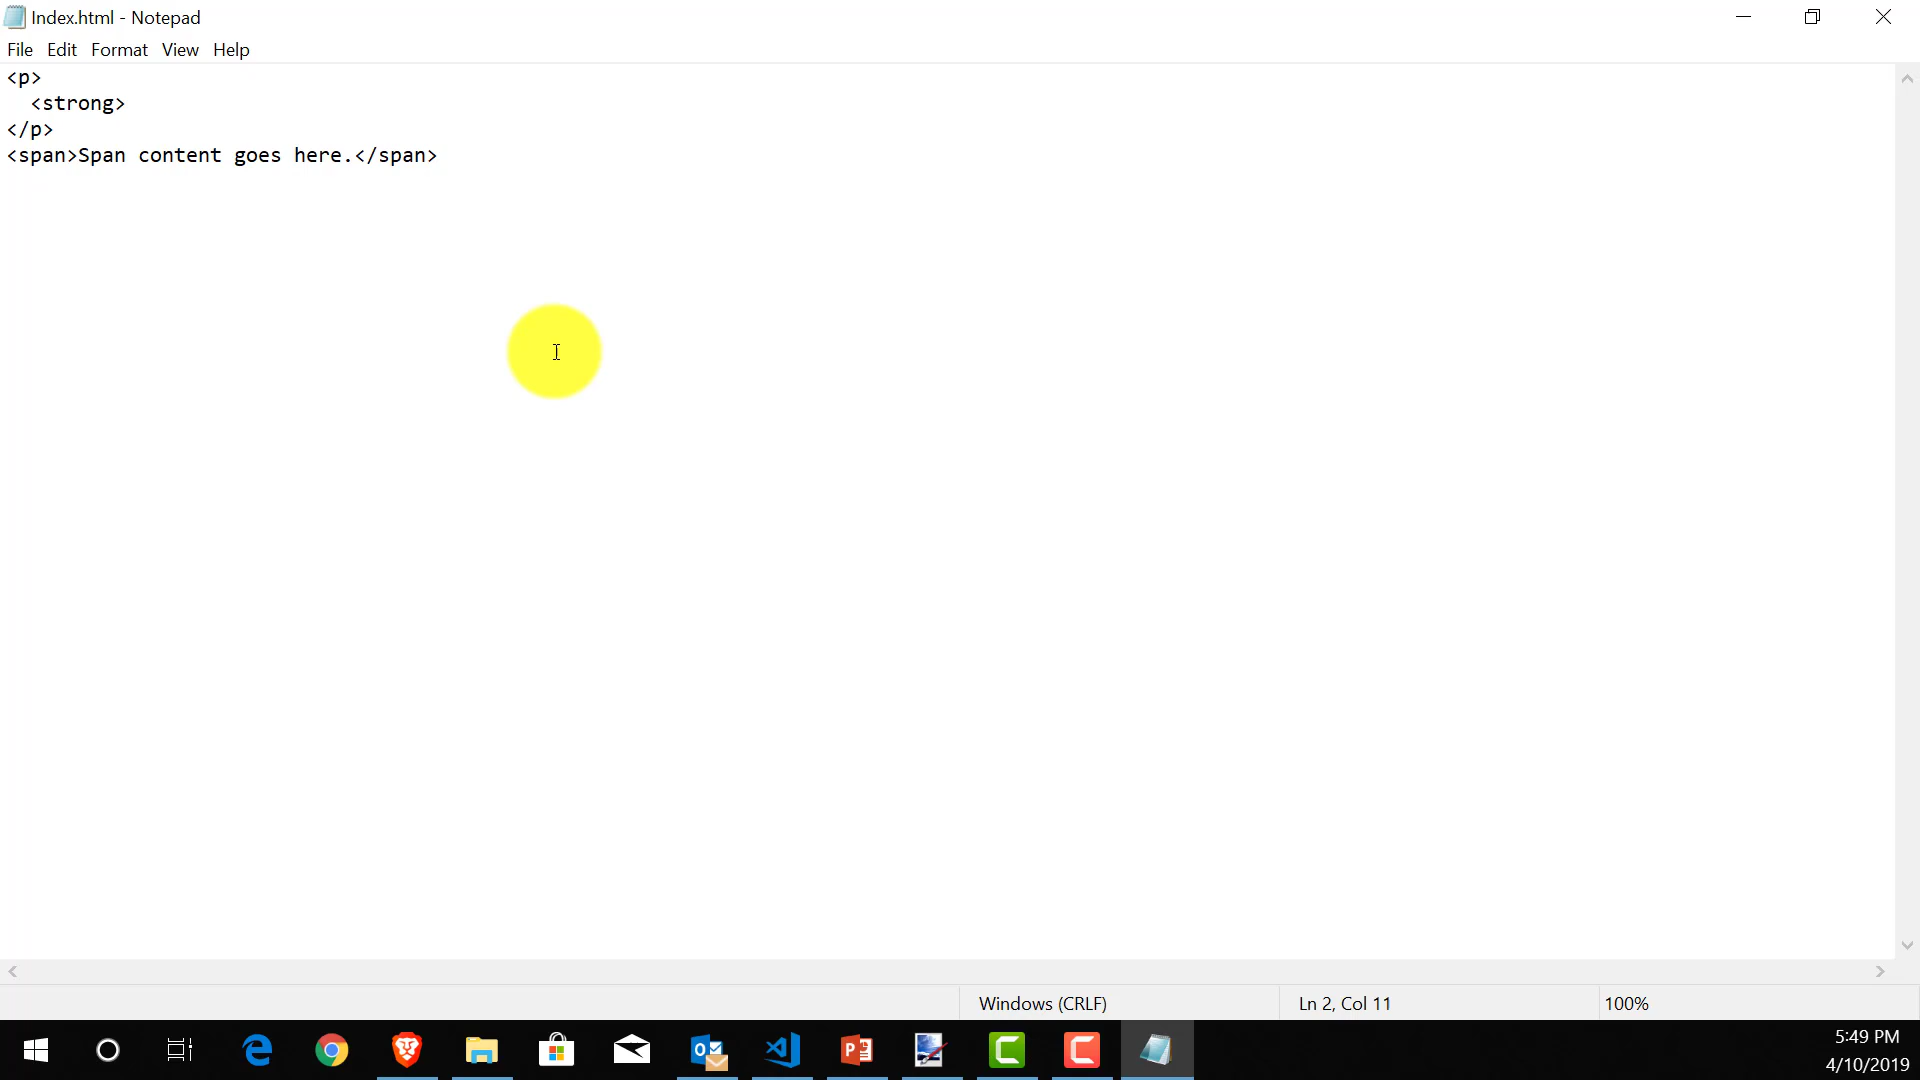 Index.html - Notepad
File Edit Format View Help
<p>
  <strong>
</p>
<span>Span content goes here.</span>
Windows (CRLF) Ln 2, Col 11 100%
5:49 PM
4/10/2019